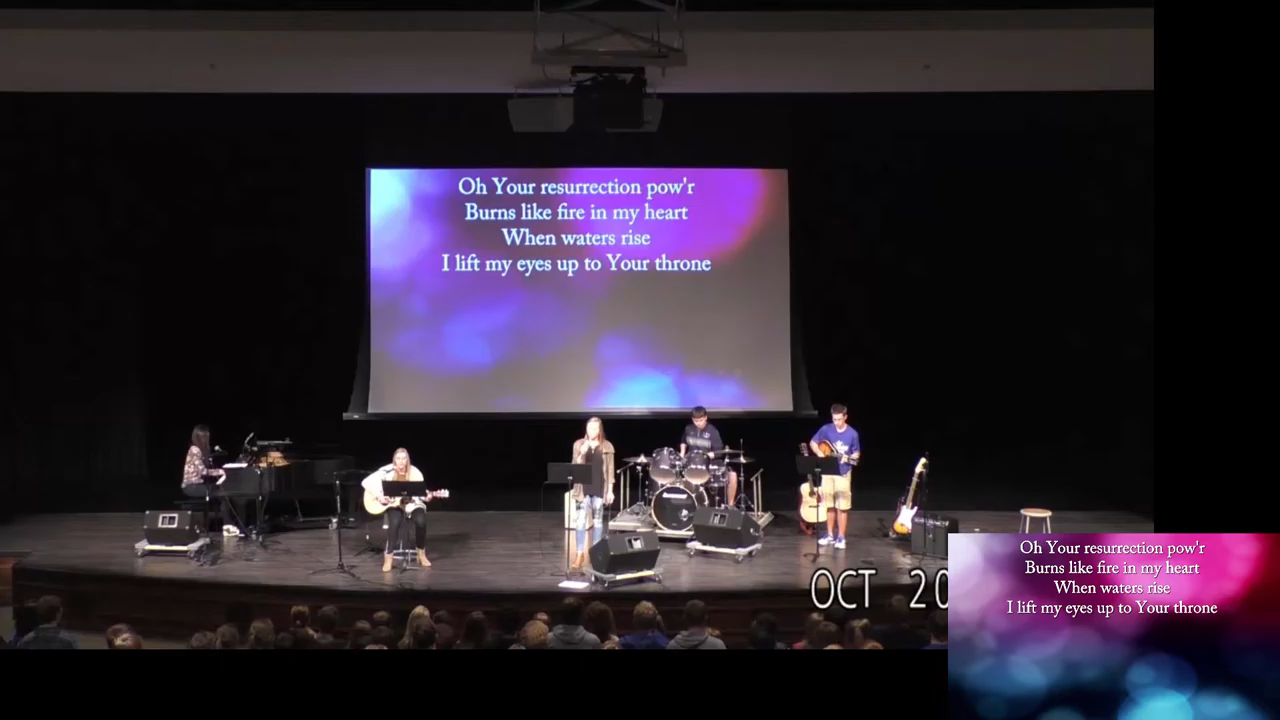 Oh Your resurrection pow'r
Burns like fire in my heart
When waters rise
I lift my eyes up to Your throne
OCT 20
Oh Your resurrection pow'r
Burns like fire in my heart
When waters rise
I lift my eyes up to Your throne